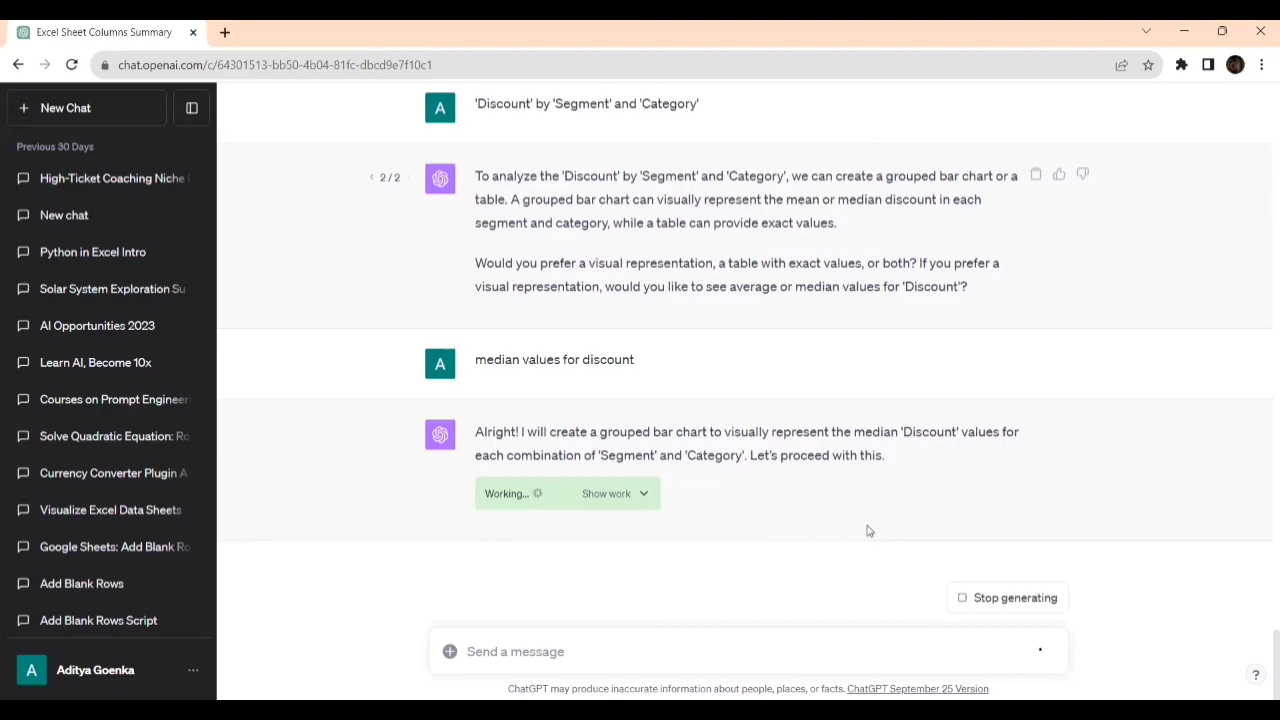 Excel Sheet Columns Summary
chat.openai.com/c/64301513-bb50-4b04-81fc-dbcd9e7f10c1
New Chat
Previous 30 Days
High-Ticket Coaching Niche
New chat
Python in Excel Intro
Solar System Exploration Su
AI Opportunities 2023
Learn AI, Become 10x
Courses on Prompt Engineer
Solve Quadratic Equation: Ro
Currency Converter Plugin A
Visualize Excel Data Sheets
Google Sheets: Add Blank Ro
Add Blank Rows
Add Blank Rows Script
A
Aditya Goenka
A
'Discount' by 'Segment' and 'Category'
2/2
To analyze the 'Discount' by 'Segment' and 'Category', we can create a grouped bar chart or a
table. A grouped bar chart can visually represent the mean or median discount in each
segment and category, while a table can provide exact values.
Would you prefer a visual representation, a table with exact values, or both? If you prefer a
visual representation, would you like to see average or median values for 'Discount'?
A
median values for discount
Alright! I will create a grouped bar chart to visually represent the median 'Discount' values for
each combination of 'Segment' and 'Category'. Let's proceed with this.
Working... Show work
Stop generating
Send a message
ChatGPT may produce inaccurate information about people, places, or facts. ChatGPT September 25 Version
?